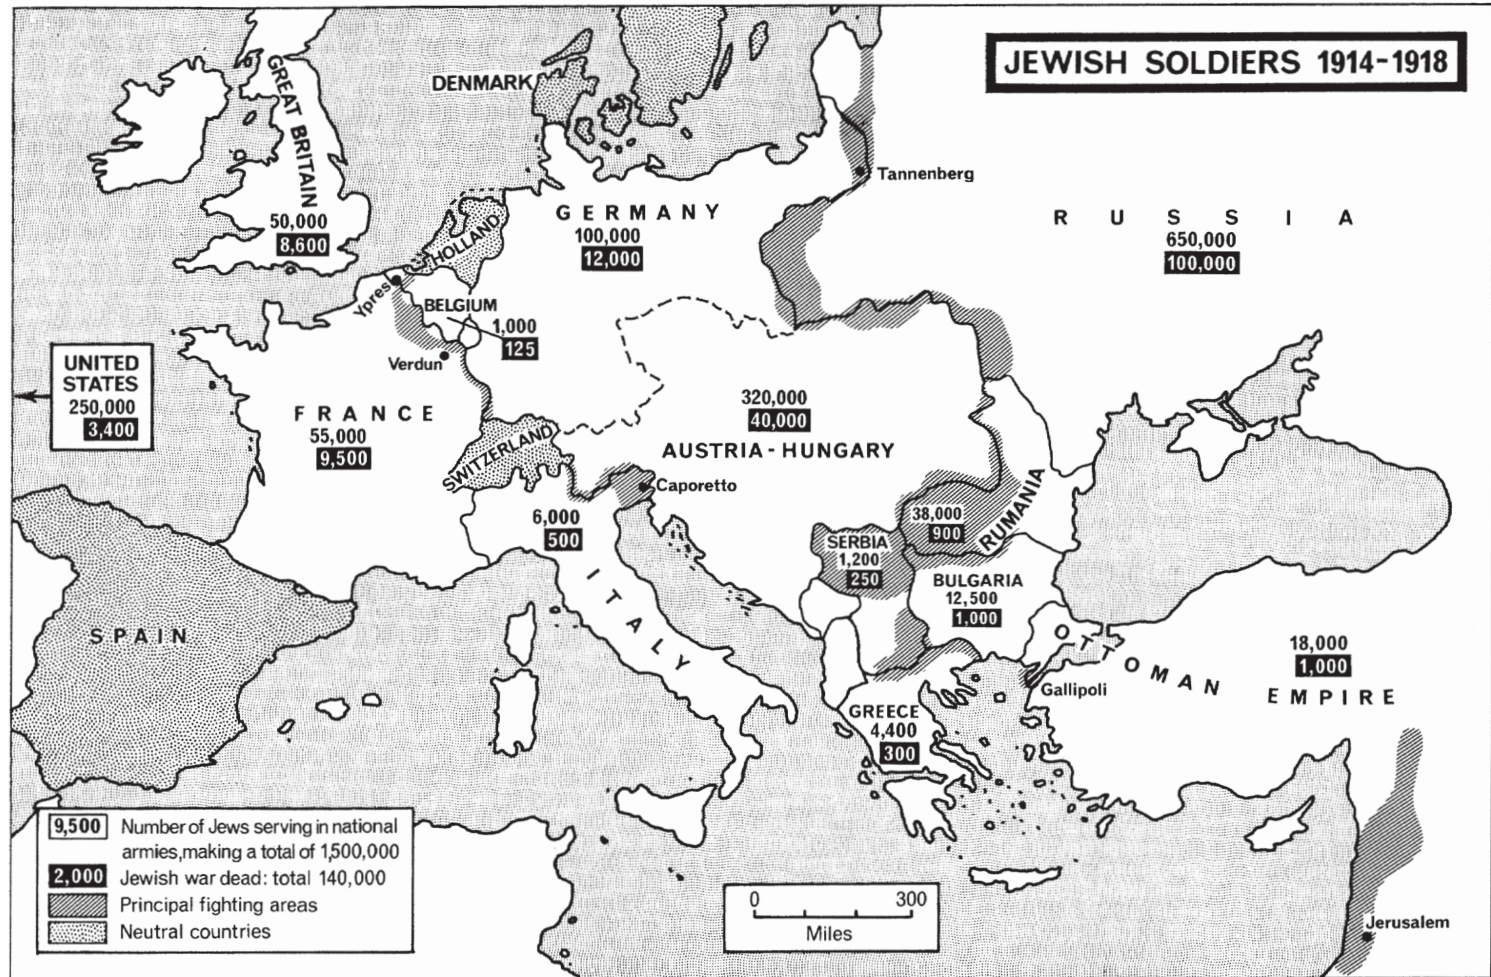 JEWISH SOLDIERS 1914-1918
GREAT BRITAIN
50,000
8,600
DENMARK
HOLLAND
GERMANY
100,000
12,000
Tannenberg
RUSSIA
650,000
100,000
Ypres
BELGIUM
1,000
125
Verdun
UNITED
STATES
250,000
3,400
FRANCE
55,000
9,500
SWITZERLAND
320,000
40,000
AUSTRIA-HUNGARY
Caporetto
6,000
500
ITALY
SERBIA
1,200
250
38,000
900
RUMANIA
BULGARIA
12,500
1,000
SPAIN
OTTOMAN EMPIRE
18,000
1,000
Gallipoli
GREECE
4,400
300
Jerusalem
9,500 Number of Jews serving in national
armies, making a total of 1,500,000
2,000 Jewish war dead: total 140,000
Principal fighting areas
Neutral countries
0 300
Miles